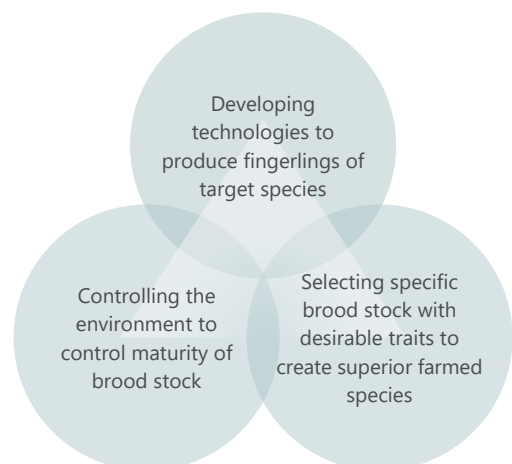 Developing
technologies to
produce fingerlings of
target species
Controlling the
environment to
control maturity of
brood stock
Selecting specific
brood stock with
desirable traits to
create superior farmed
species